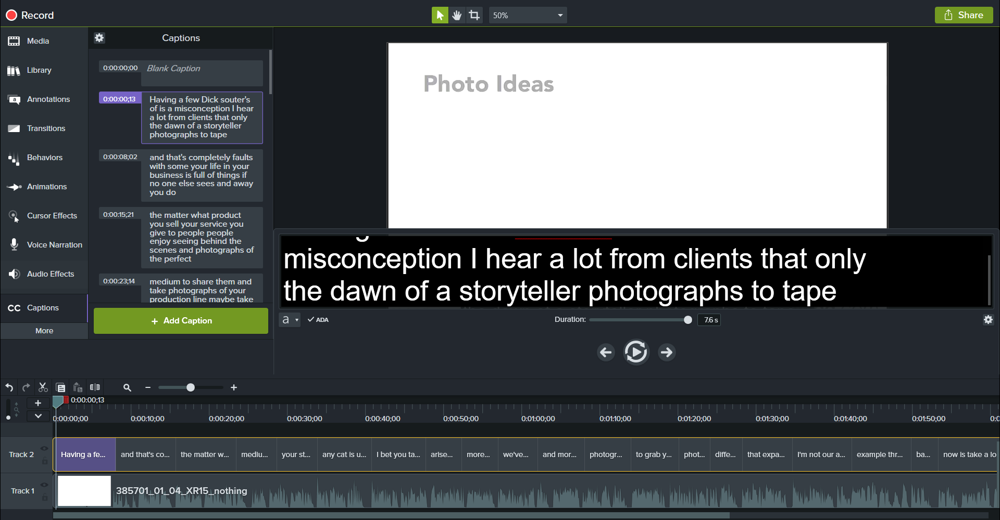 Record
50%
Share
Media
Library
Annotations
Transitions
Behaviors
Animations
Cursor Effects
Voice Narration
Audio Effects
CC Captions
More
Captions
0:00:00;00 Blank Caption
0:00:00;13 Having a few Dick souter's
of is a misconception I hear
a lot from clients that only
the dawn of a storyteller
photographs to tape
0:00:08;02 and that's completely faults
with some your life in your
business is full of things if
no one else sees and away
you do
0:00:15;21 the matter what product
you sell your service you
give to people people
enjoy seeing behind the
scenes and photographs of
the perfect
0:00:23;14 medium to share them and
take photographs of your
production line maybe take
+ Add Caption
Photo Ideas
misconception I hear a lot from clients that only
the dawn of a storyteller photographs to tape
a ADA Duration: 7.6 s
0:00:00;13
0:00:00;00 0:00:10;00 0:00:20;00 0:00:30;00 0:00:40;00 0:00:50;00 0:01:00;00 0:01:10;00 0:01:20;00 0:01:30;00 0:01:40;00 0:01:50;00
Track 2 Having a fe... and that's co... the matter w... mediu... your st... any cat is u... I bet you ta... arise... more... we've... and mor... photogr... to grab y... phot... diffe... that expa... I'm not our a... example thr... ba... now is take a lo
Track 1 385701_01_04_XR15_nothing